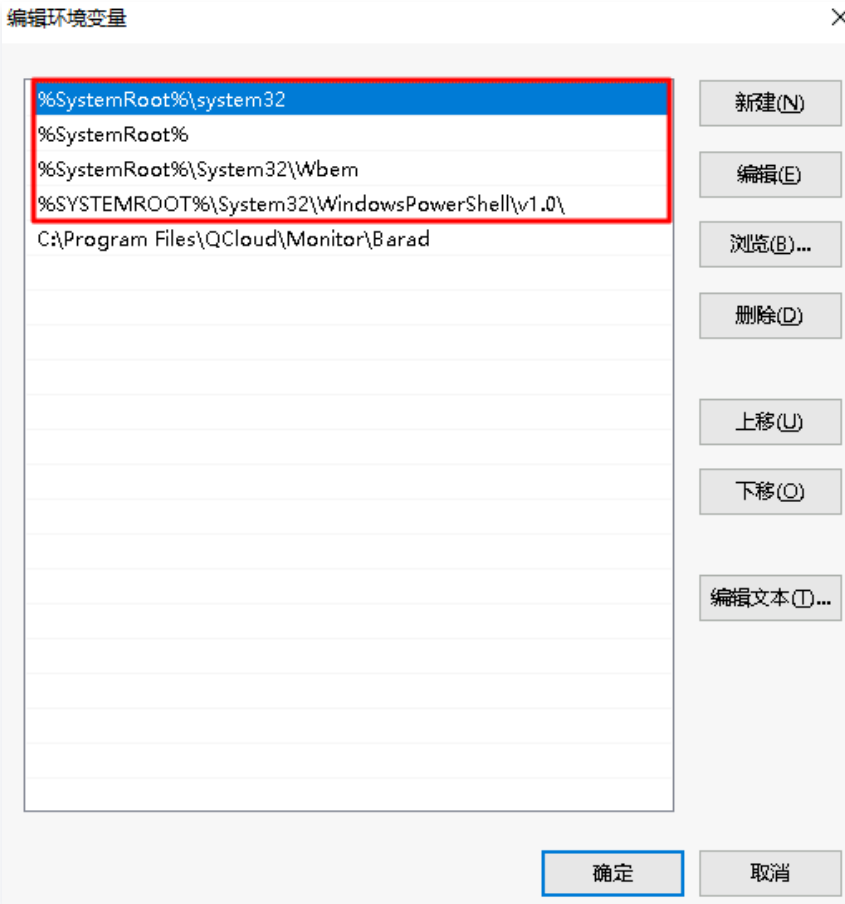 编辑环境变量
%SystemRoot%\system32
%SystemRoot%
%SystemRoot%\System32\Wbem
%SYSTEMROOT%\System32\WindowsPowerShell\v1.0\
C:\Program Files\QCloud\Monitor\Barad
新建(N)
编辑(E)
浏览(B)...
删除(D)
上移(U)
下移(O)
编辑文本(T)...
确定
取消